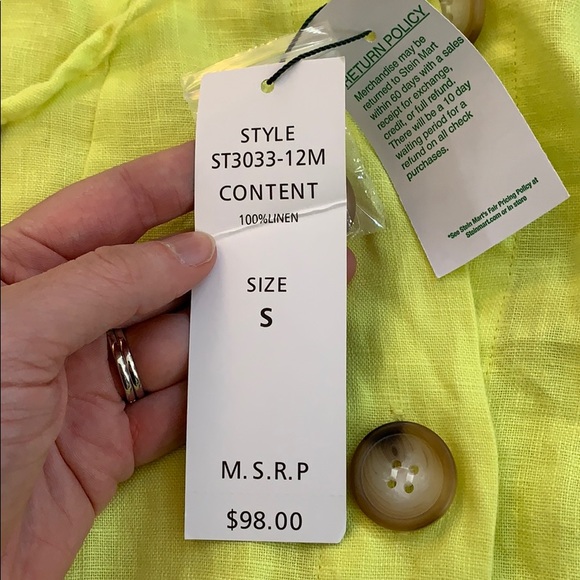 STYLE
ST3033-12M
CONTENT
100%LINEN
SIZE
S
M.S.R.P
$98.00
RETURN POLICY
Merchandise may be
returned to Stein Mart
within 60 days with a sales
receipt for exchange,
credit, or full refund.
There will be a 10 day
waiting period for a
refund on all check
purchases.
*See Stein Mart's Fair Pricing Policy at
Steinmart.com or in store